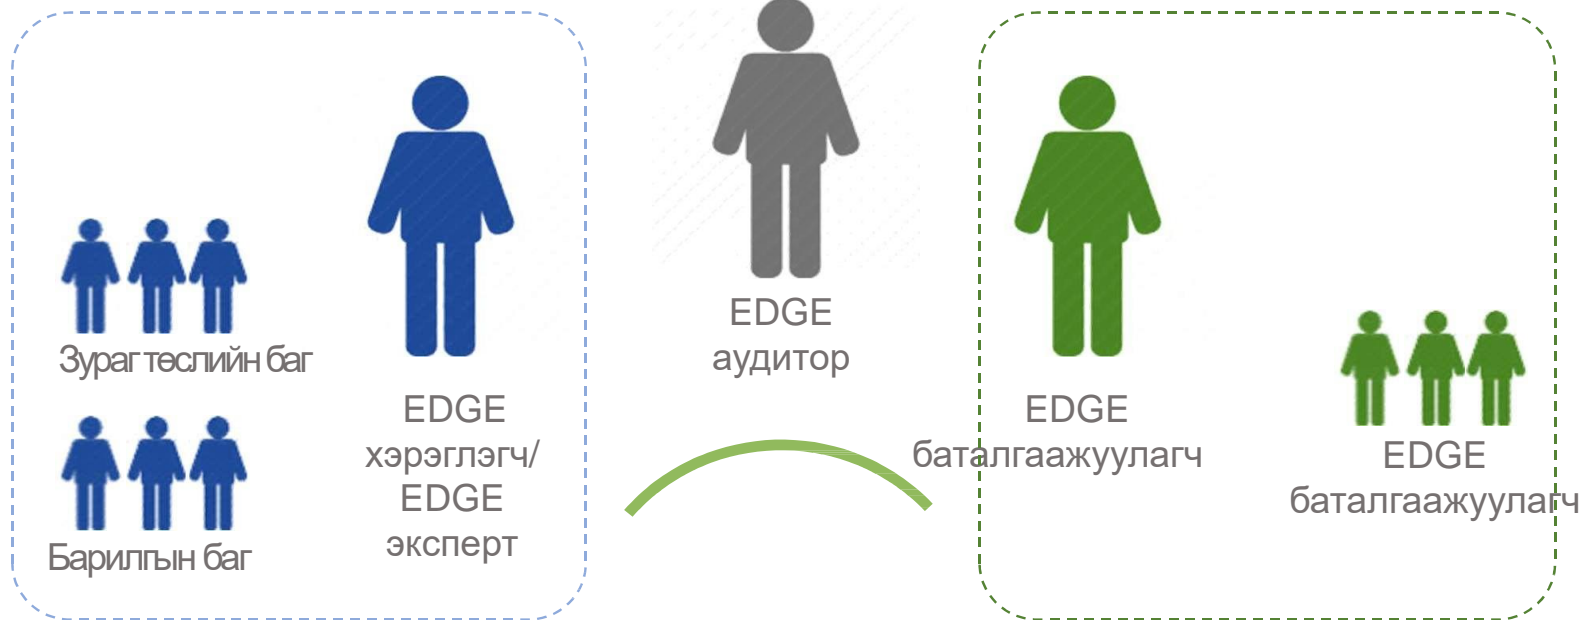 Зураг төслийн баг
Барилгын баг
EDGE
хэрэглэгч/
EDGE
эксперт
EDGE
аудитор
EDGE
баталгаажуулагч
EDGE
баталгаажуулагч